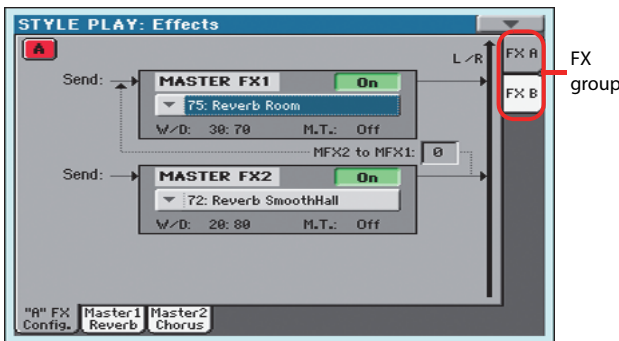 STYLE PLAY: Effects
A
L/R
FX A
FX B
FX
group
Send:
MASTER FX1
On
75: Reverb Room
W/D: 30:70 M.T.: Off
MFX2 to MFX1: 0
Send:
MASTER FX2
On
72: Reverb SmoothHall
W/D: 20:80 M.T.: Off
"A" FX
Config.
Master1
Reverb
Master2
Chorus